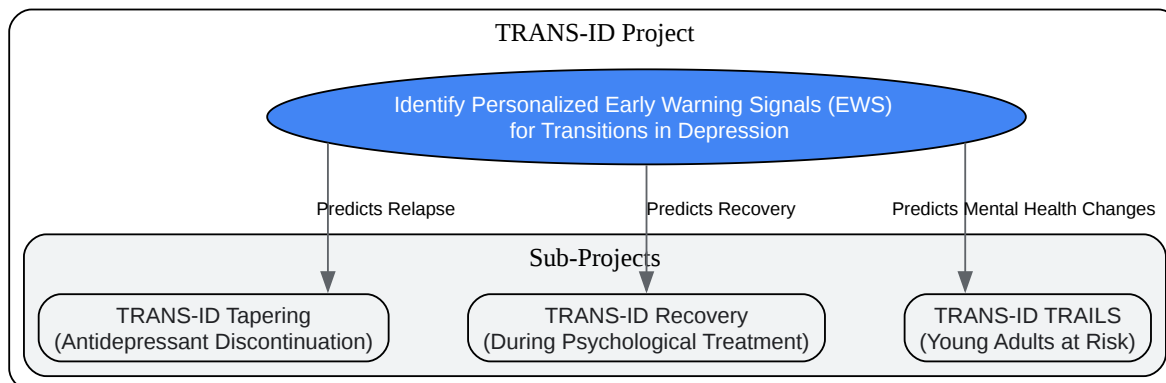 TRANS-ID Project
Identify Personalized Early Warning Signals (EWS)
for Transitions in Depression
Predicts Relapse
Predicts Recovery
Predicts Mental Health Changes
Sub-Projects
TRANS-ID Tapering
(Antidepressant Discontinuation)
TRANS-ID Recovery
(During Psychological Treatment)
TRANS-ID TRAILS
(Young Adults at Risk)